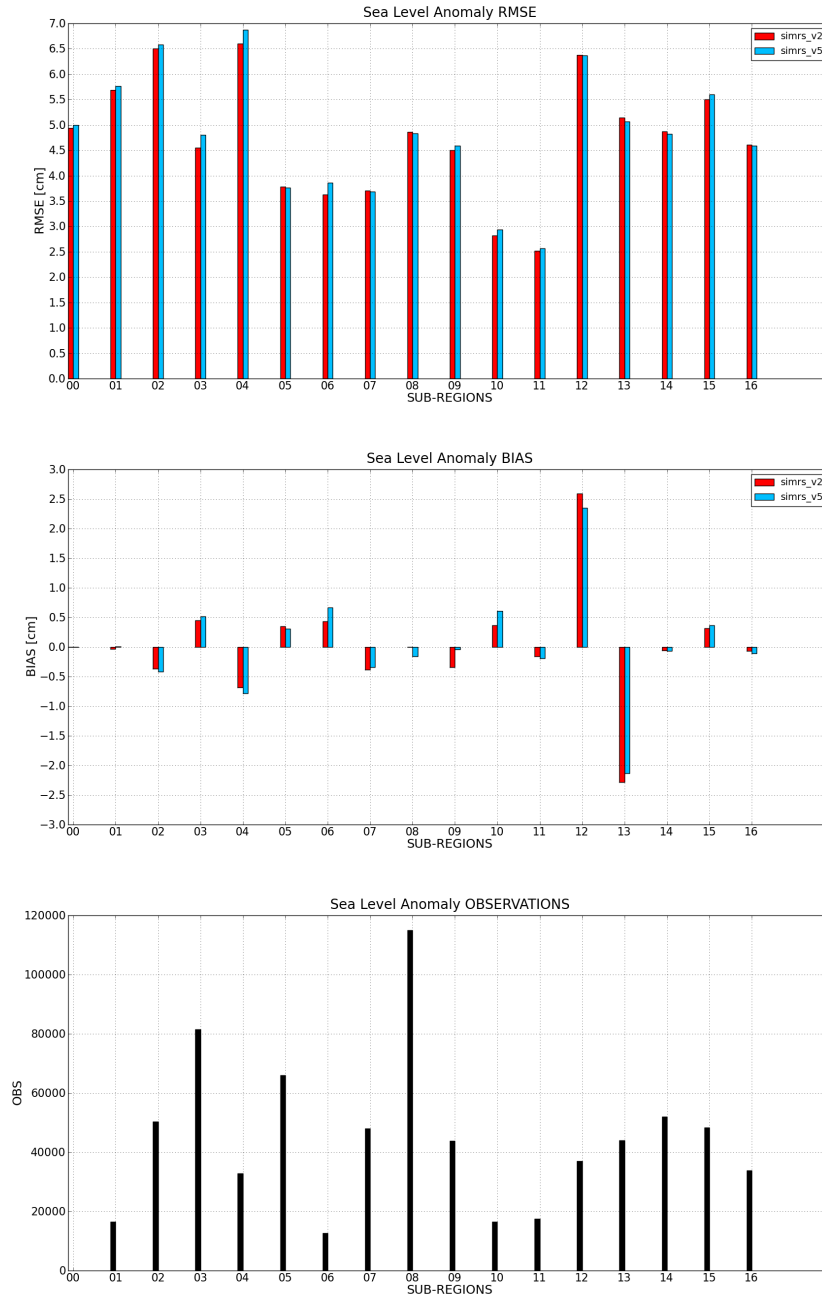 Sea Level Anomaly RMSE
7.0
6.5
6.0
5.5
5.0
4.5
4.0
3.5
3.0
2.5
2.0
1.5
1.0
0.5
0.0
RMSE [cm]
simrs_v2
simrs_v5
00 01 02 03 04 05 06 07 08 09 10 11 12 13 14 15 16
SUB-REGIONS
Sea Level Anomaly BIAS
3.0
2.5
2.0
1.5
1.0
0.5
0.0
−0.5
−1.0
−1.5
−2.0
−2.5
−3.0
BIAS [cm]
simrs_v2
simrs_v5
00 01 02 03 04 05 06 07 08 09 10 11 12 13 14 15 16
SUB-REGIONS
Sea Level Anomaly OBSERVATIONS
120000
100000
80000
60000
40000
20000
0
OBS
00 01 02 03 04 05 06 07 08 09 10 11 12 13 14 15 16
SUB-REGIONS